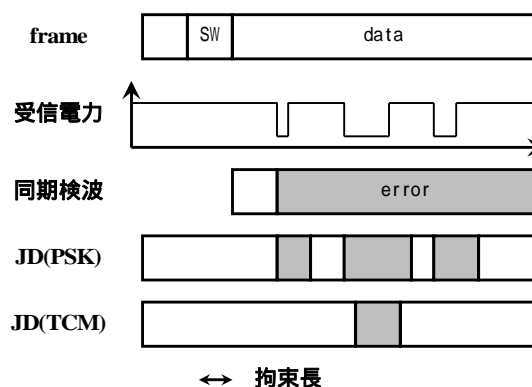 frame SW data
受信電力
同期検波 error
JD(PSK)
JD(TCM)
拘束長